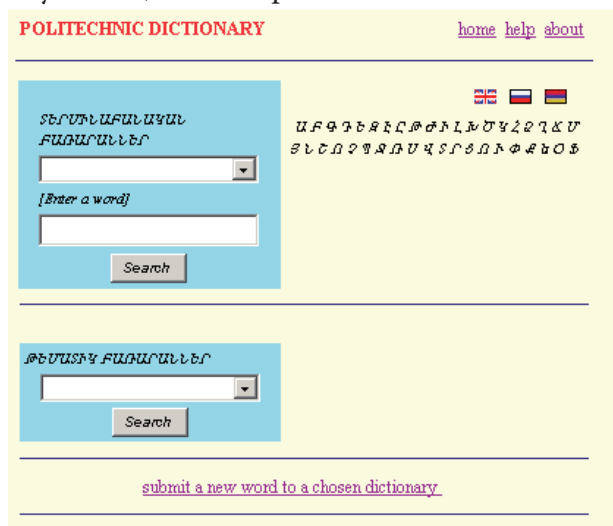 POLITECHNIC DICTIONARY home help about
ՏԵՐՄԻՆԱԲԱՆԱԿԱՆ
ԲԱՌԱՐԱՆՆԵՐ
[Enter a word]
Search
Ա Բ Գ Դ Ե Զ Է Ը Թ Ժ Ի Լ Խ Ծ Կ Հ Ձ Ղ Ճ Մ
Յ Ն Շ Ո Չ Պ Ջ Ռ Ս Վ Տ Ր Ց Ո Ւ Փ Ք և Օ Ֆ
ԹԵՄԱՏԻԿ ԲԱՌԱՐԱՆՆԵՐ
Search
submit a new word to a chosen dictionary